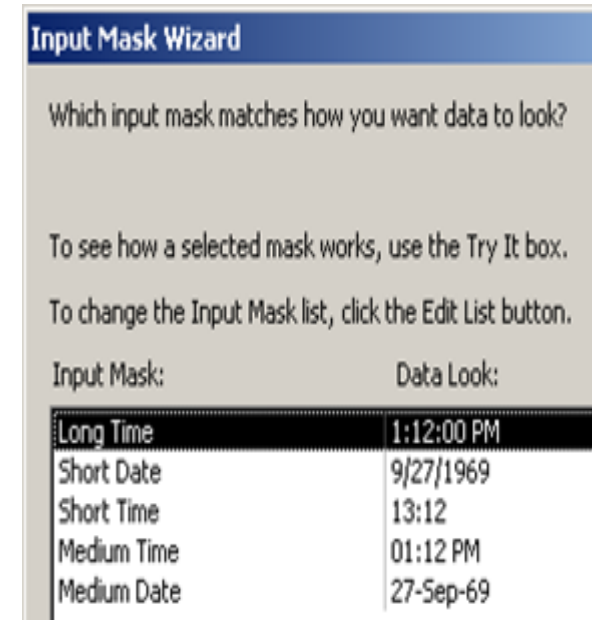 Input Mask Wizard
Which input mask matches how you want data to look?
To see how a selected mask works, use the Try It box.
To change the Input Mask list, click the Edit List button.
Input Mask: Data Look:
Long Time 1:12:00 PM
Short Date 9/27/1969
Short Time 13:12
Medium Time 01:12 PM
Medium Date 27-Sep-69